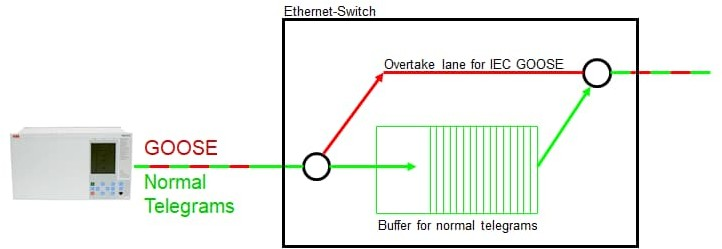 Ethernet-Switch
Overtake lane for IEC GOOSE
GOOSE
Normal
Telegrams
Buffer for normal telegrams